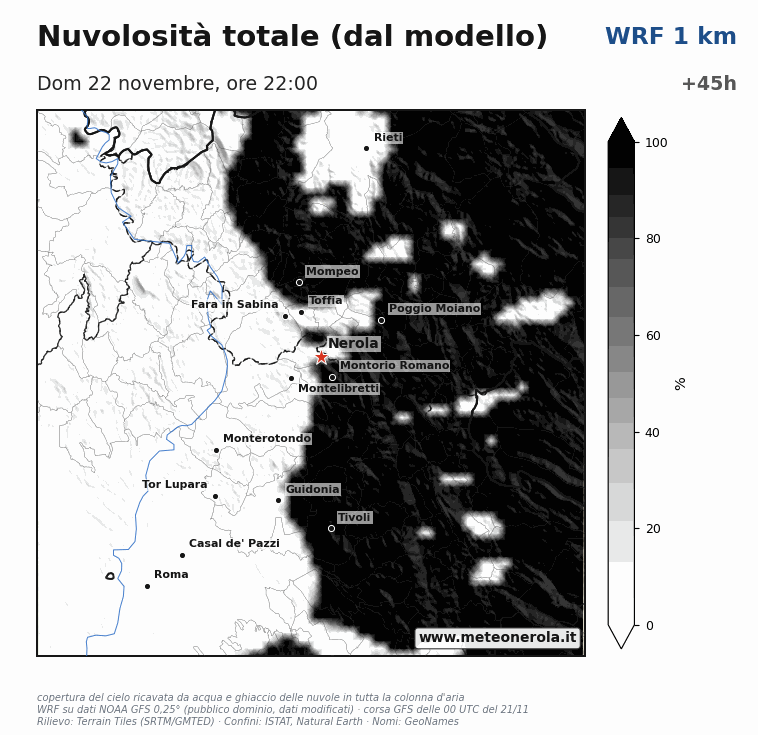 Nuvolosità totale (dal modello)
WRF 1 km
Dom 22 novembre, ore 22:00
+45h
Rieti
Mompeo
Toffia
Fara in Sabina
Poggio Moiano
Nerola
Montorio Romano
Montelibretti
Monterotondo
Tor Lupara
Guidonia
Tivoli
Casal de' Pazzi
Roma
100
80
60
40
20
0
%
www.meteonerola.it
copertura del cielo ricavata da acqua e ghiaccio delle nuvole in tutta la colonna d'aria
WRF su dati NOAA GFS 0,25° (pubblico dominio, dati modificati) · corsa GFS delle 00 UTC del 21/11
Rilievo: Terrain Tiles (SRTM/GMTED) · Confini: ISTAT, Natural Earth · Nomi: GeoNames